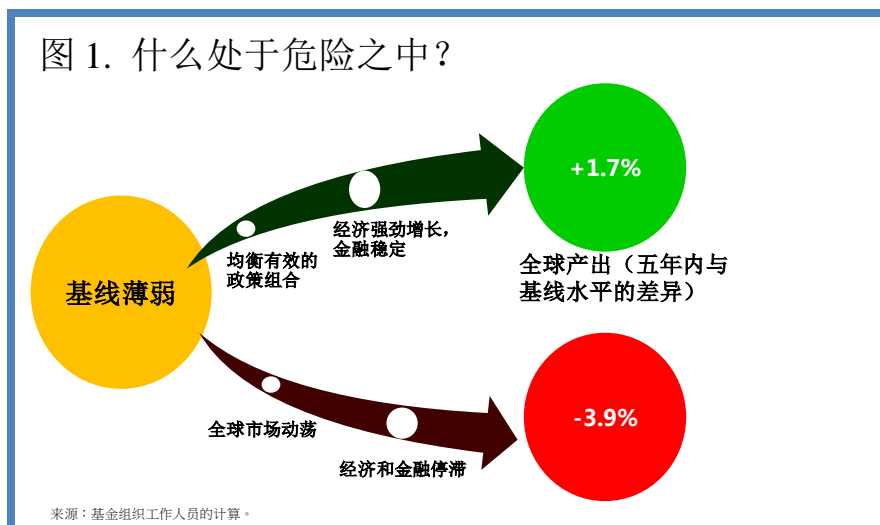 图 1. 什么处于危险之中？
+1.7%
经济强劲增长，
金融稳定
均衡有效的
政策组合
全球产出（五年内与
基线水平的差异）
基线薄弱
-3.9%
全球市场动荡
经济和金融停滞
来源：基金组织工作人员的计算。